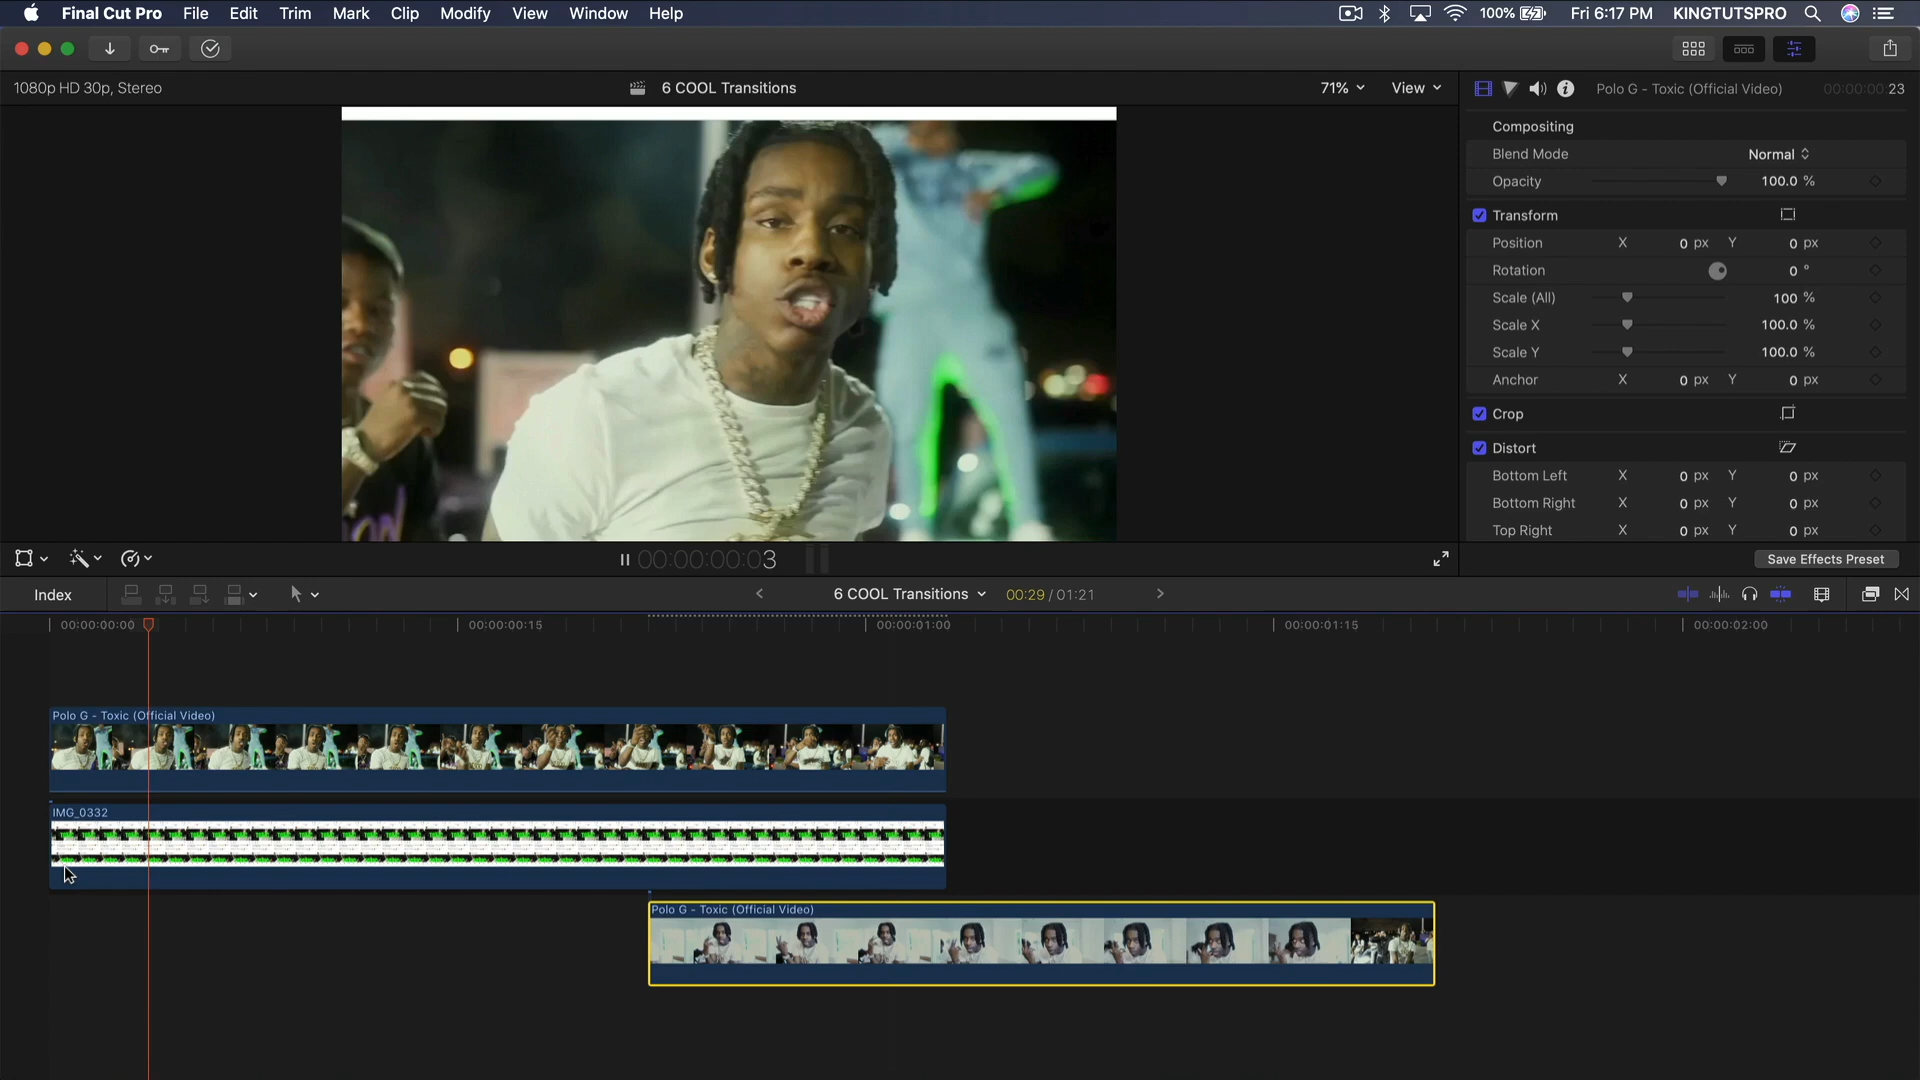 Final Cut Pro File Edit Trim Mark Clip Modify View Window Help 100% Fri 6:17 PM KINGTUTSPRO
1080p HD 30p, Stereo 6 COOL Transitions 71% View Polo G - Toxic (Official Video) 00:00:00:23
Compositing
Blend Mode Normal
Opacity 100.0 %
Transform
Position X 0 px Y 0 px
Rotation 0 °
Scale (All) 100 %
Scale X 100.0 %
Scale Y 100.0 %
Anchor X 0 px Y 0 px
Crop
Distort
Bottom Left X 0 px Y 0 px
Bottom Right X 0 px Y 0 px
Top Right X 0 px Y 0 px
00:00:00:03 Save Effects Preset
Index 6 COOL Transitions 00:29 / 01:21
00:00:00:00 00:00:00:15 00:00:01:00 00:00:01:15 00:00:02:00
Polo G - Toxic (Official Video)
IMG_0332
Polo G - Toxic (Official Video)